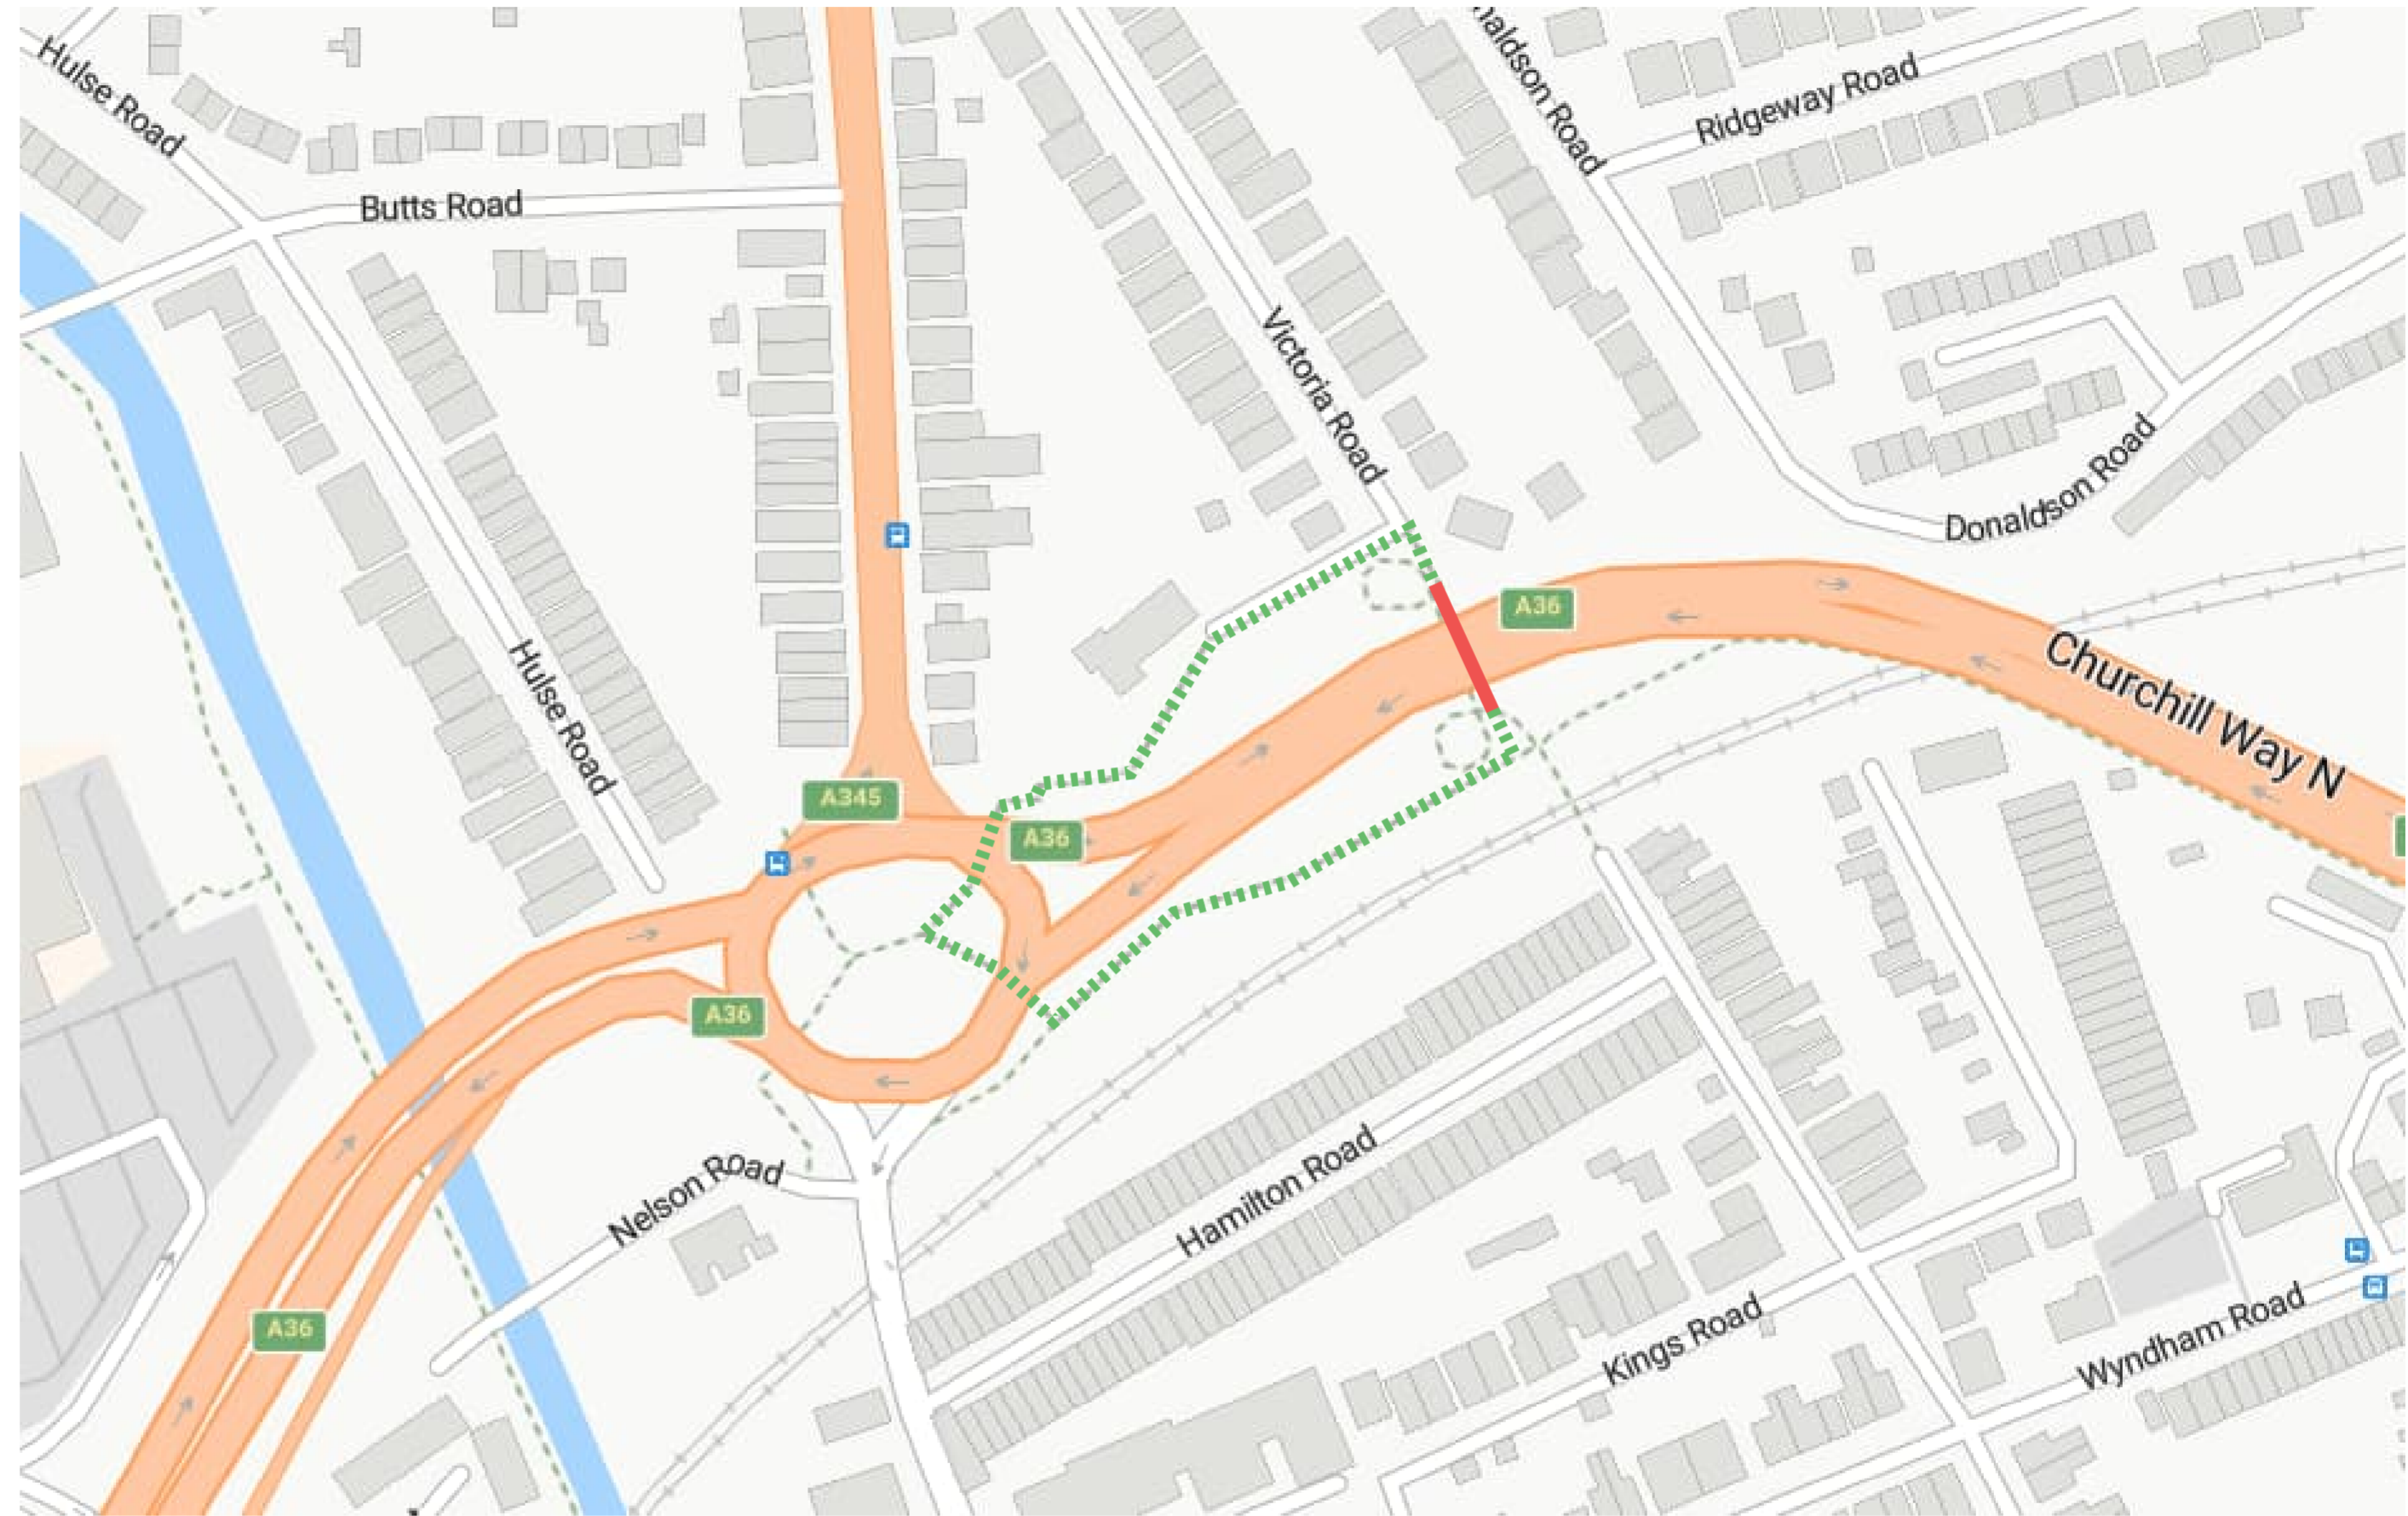 Hulse Road
naldson Road
Ridgeway Road
Butts Road
Victoria Road
Donaldson Road
A36
Churchill Way N
Hulse Road
A345
A36
A36
Nelson Road
Hamilton Road
A36
Kings Road
Wyndham Road